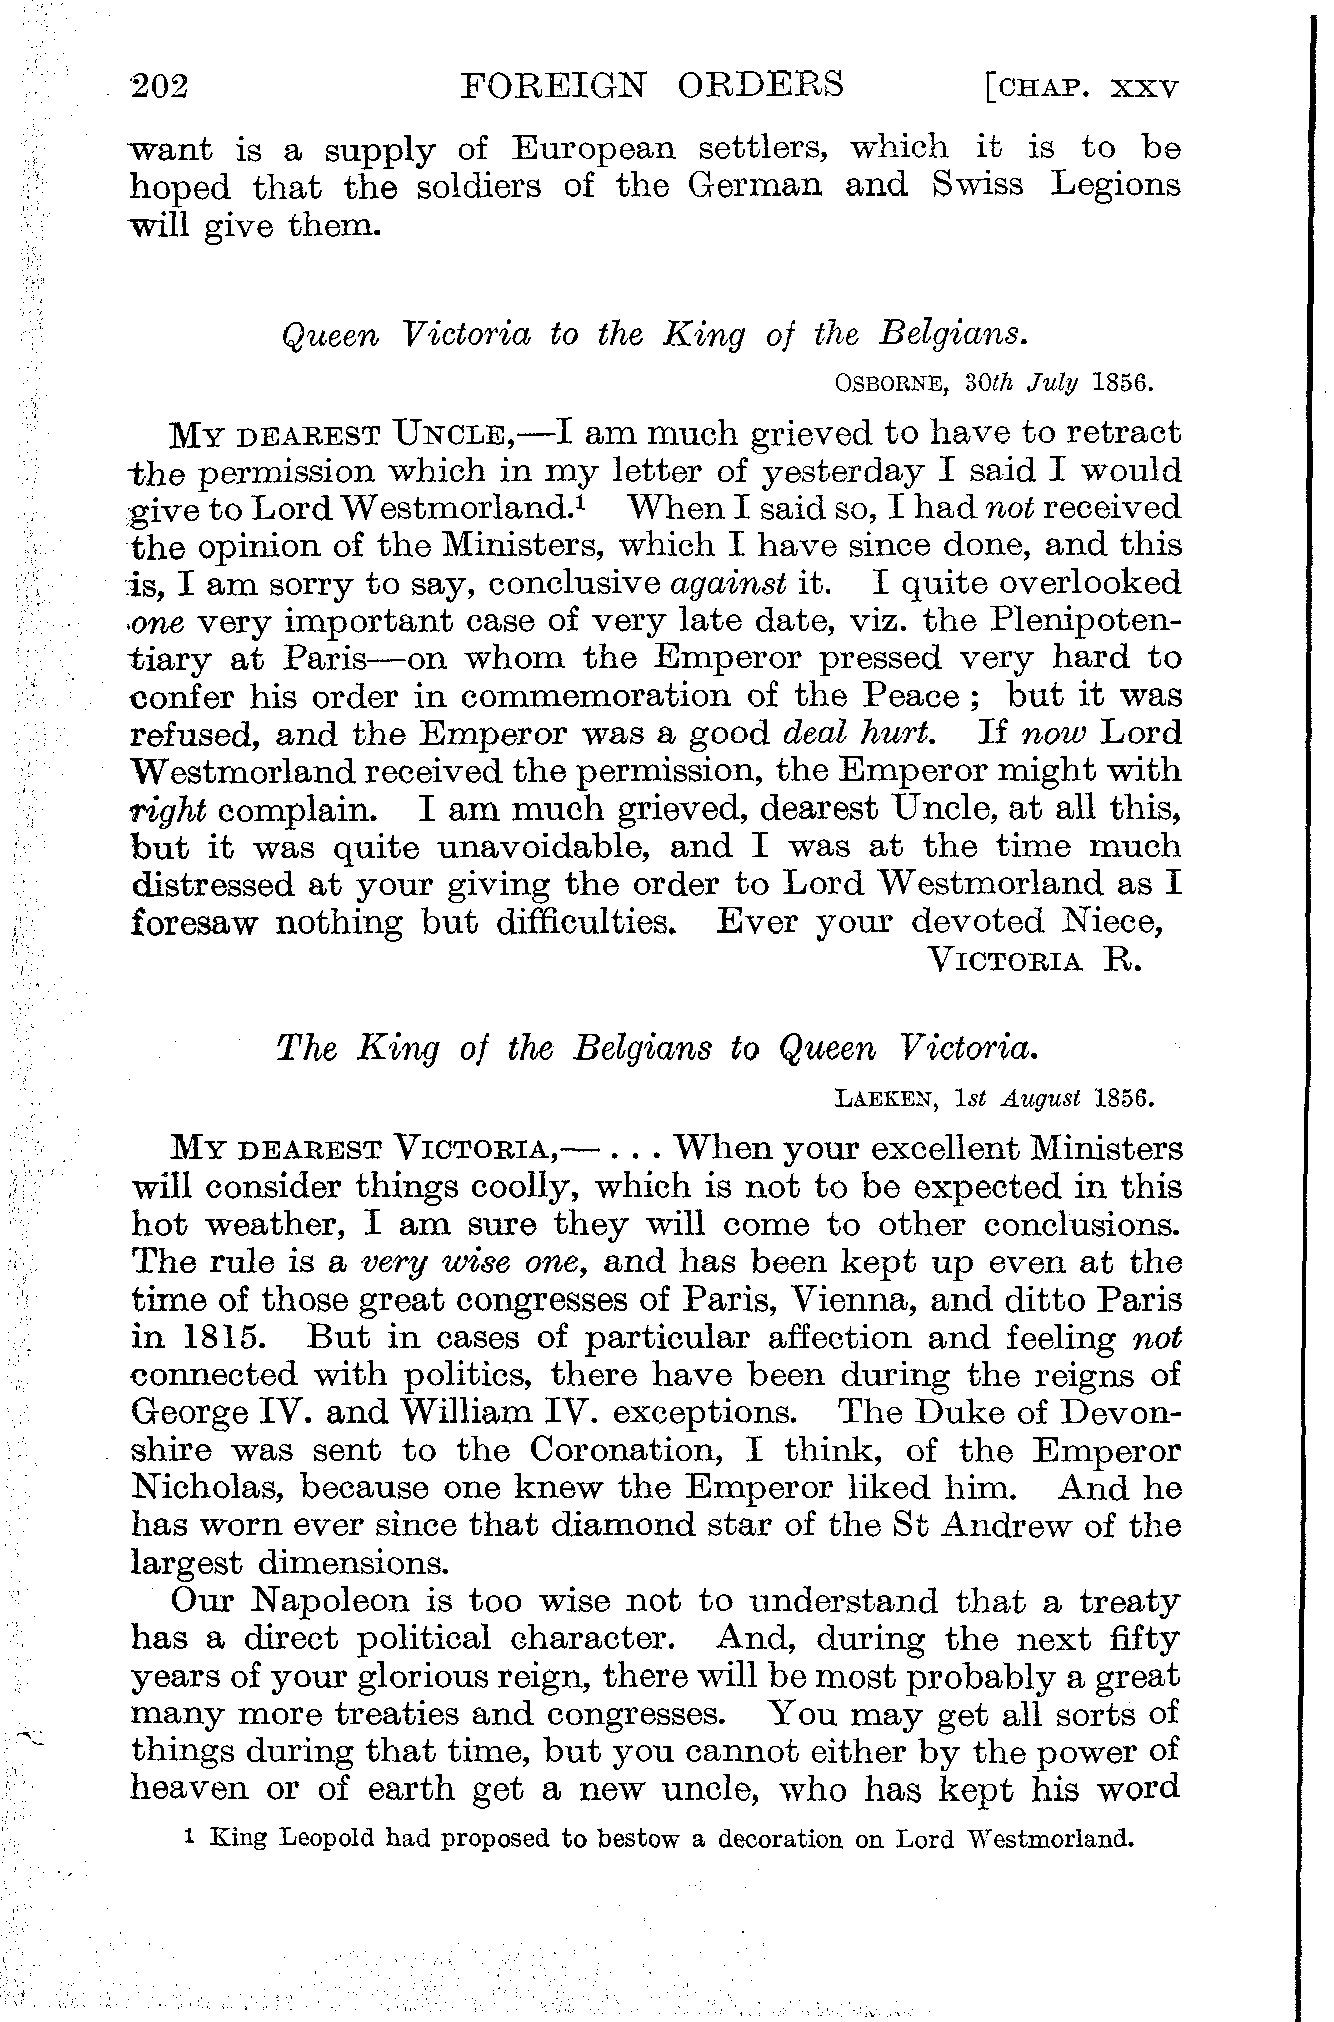 202 FOREIGN ORDERS [CHAP. XXV
want is a supply of European settlers, which it is to be
hoped that the soldiers of the German and Swiss Legions
will give them.
Queen Victoria to the King of the Belgians.
OSBORNE, 30th July 1856.
MY DEAREST UNCLE,—I am much grieved to have to retract
the permission which in my letter of yesterday I said I would
give to Lord Westmorland.¹ When I said so, I had not received
the opinion of the Ministers, which I have since done, and this
is, I am sorry to say, conclusive against it. I quite overlooked
one very important case of very late date, viz. the Plenipoten-
tiary at Paris—on whom the Emperor pressed very hard to
confer his order in commemoration of the Peace; but it was
refused, and the Emperor was a good deal hurt. If now Lord
Westmorland received the permission, the Emperor might with
right complain. I am much grieved, dearest Uncle, at all this,
but it was quite unavoidable, and I was at the time much
distressed at your giving the order to Lord Westmorland as I
foresaw nothing but difficulties. Ever your devoted Niece,
VICTORIA R.
The King of the Belgians to Queen Victoria.
LAEKEN, 1st August 1856.
MY DEAREST VICTORIA,— . . . When your excellent Ministers
will consider things coolly, which is not to be expected in this
hot weather, I am sure they will come to other conclusions.
The rule is a very wise one, and has been kept up even at the
time of those great congresses of Paris, Vienna, and ditto Paris
in 1815. But in cases of particular affection and feeling not
connected with politics, there have been during the reigns of
George IV. and William IV. exceptions. The Duke of Devon-
shire was sent to the Coronation, I think, of the Emperor
Nicholas, because one knew the Emperor liked him. And he
has worn ever since that diamond star of the St Andrew of the
largest dimensions.
Our Napoleon is too wise not to understand that a treaty
has a direct political character. And, during the next fifty
years of your glorious reign, there will be most probably a great
many more treaties and congresses. You may get all sorts of
things during that time, but you cannot either by the power of
heaven or of earth get a new uncle, who has kept his word
1 King Leopold had proposed to bestow a decoration on Lord Westmorland.